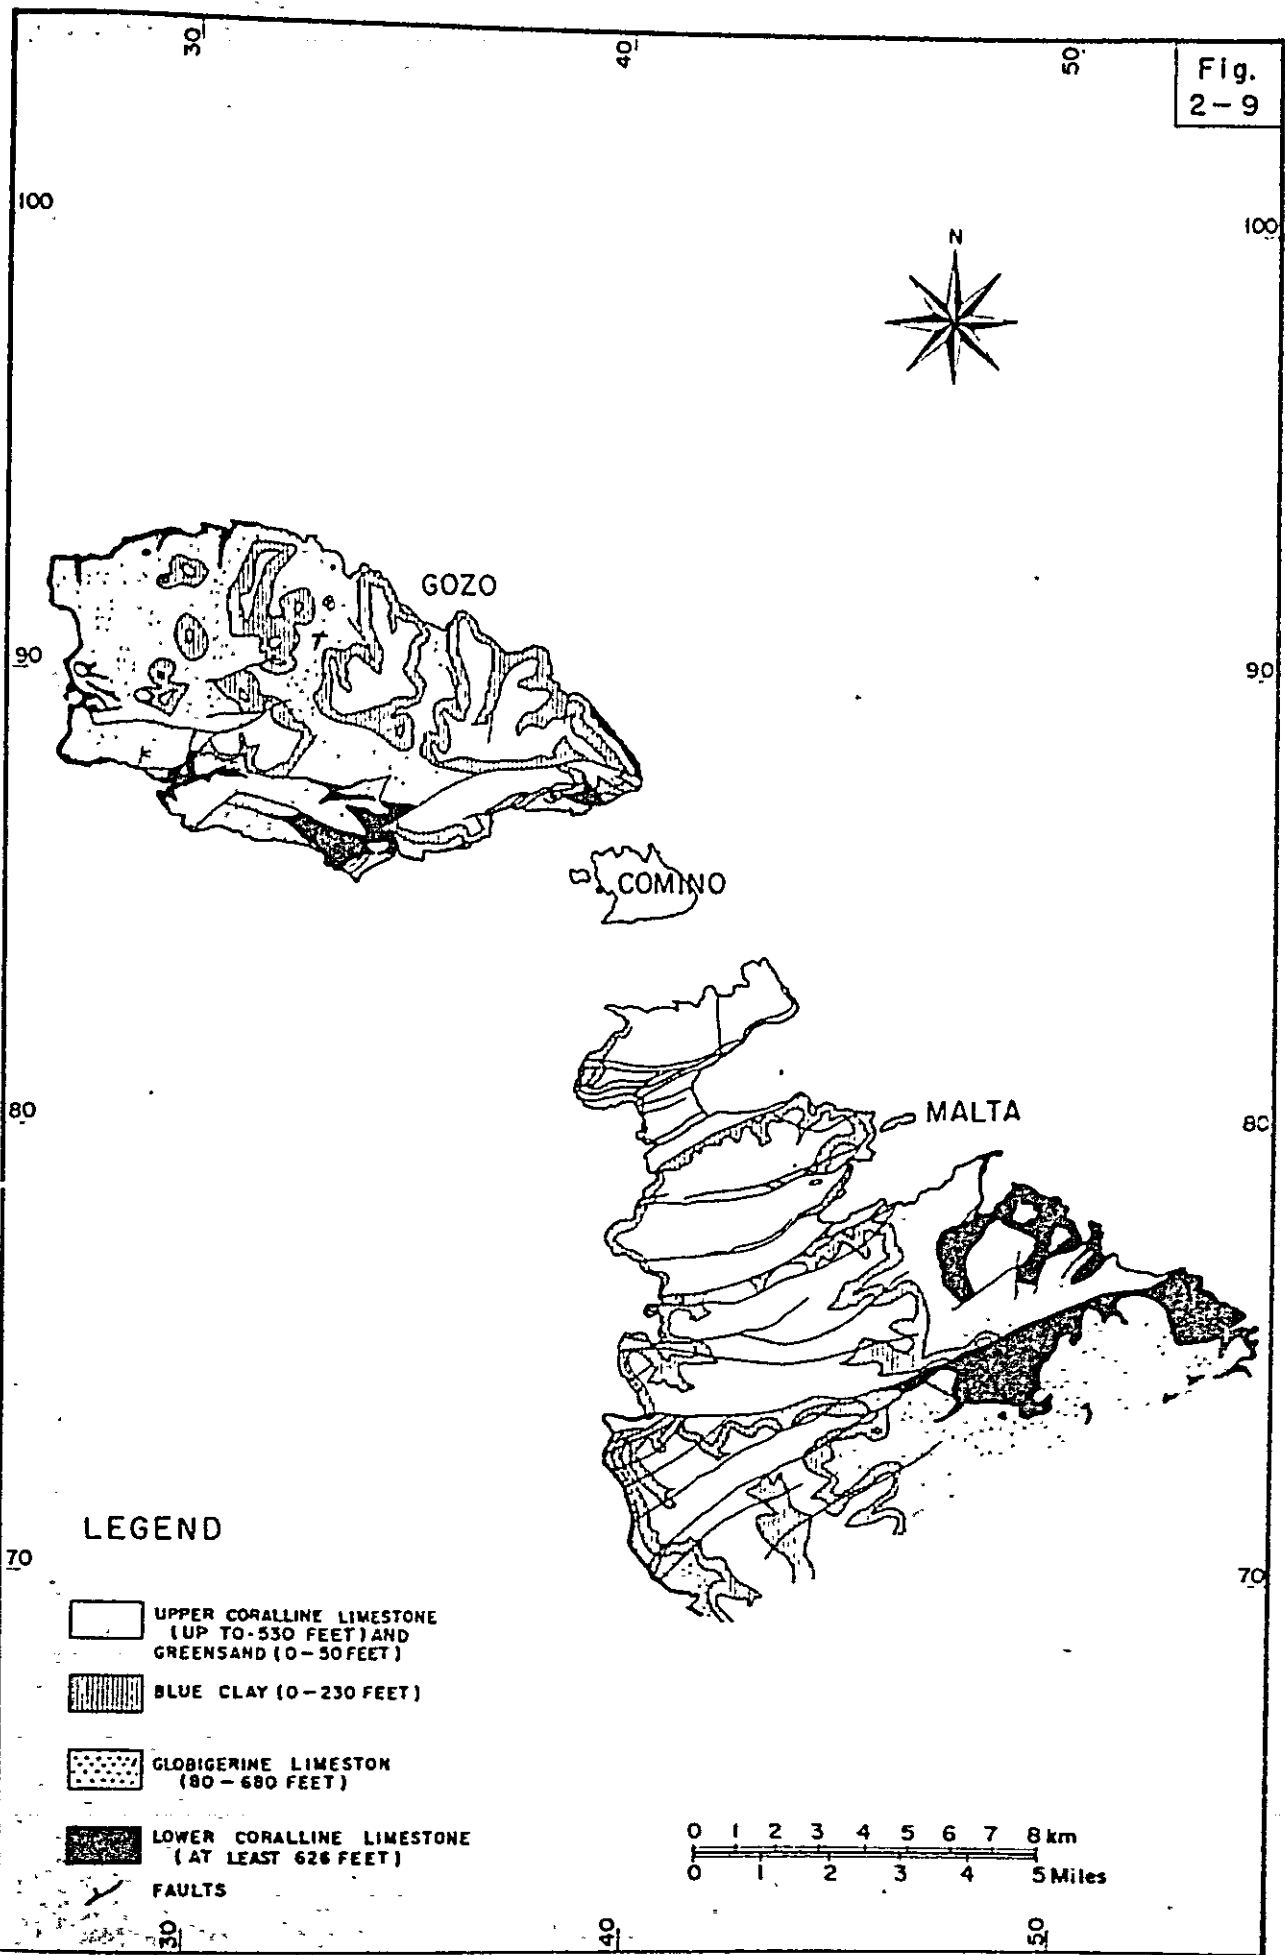 30
40
50
Fig.
2-9
100
100
N
GOZO
90
90
COMINO
80
MALTA
80
LEGEND
70
70
UPPER CORALLINE LIMESTONE
(UP TO-530 FEET) AND
GREENSAND (0-50 FEET)
BLUE CLAY (0-230 FEET)
GLOBIGERINE LIMESTON
(80-680 FEET)
LOWER CORALLINE LIMESTONE
(AT LEAST 626 FEET)
FAULTS
0 1 2 3 4 5 6 7 8 km
0 1 2 3 4 5 Miles
30
40
50